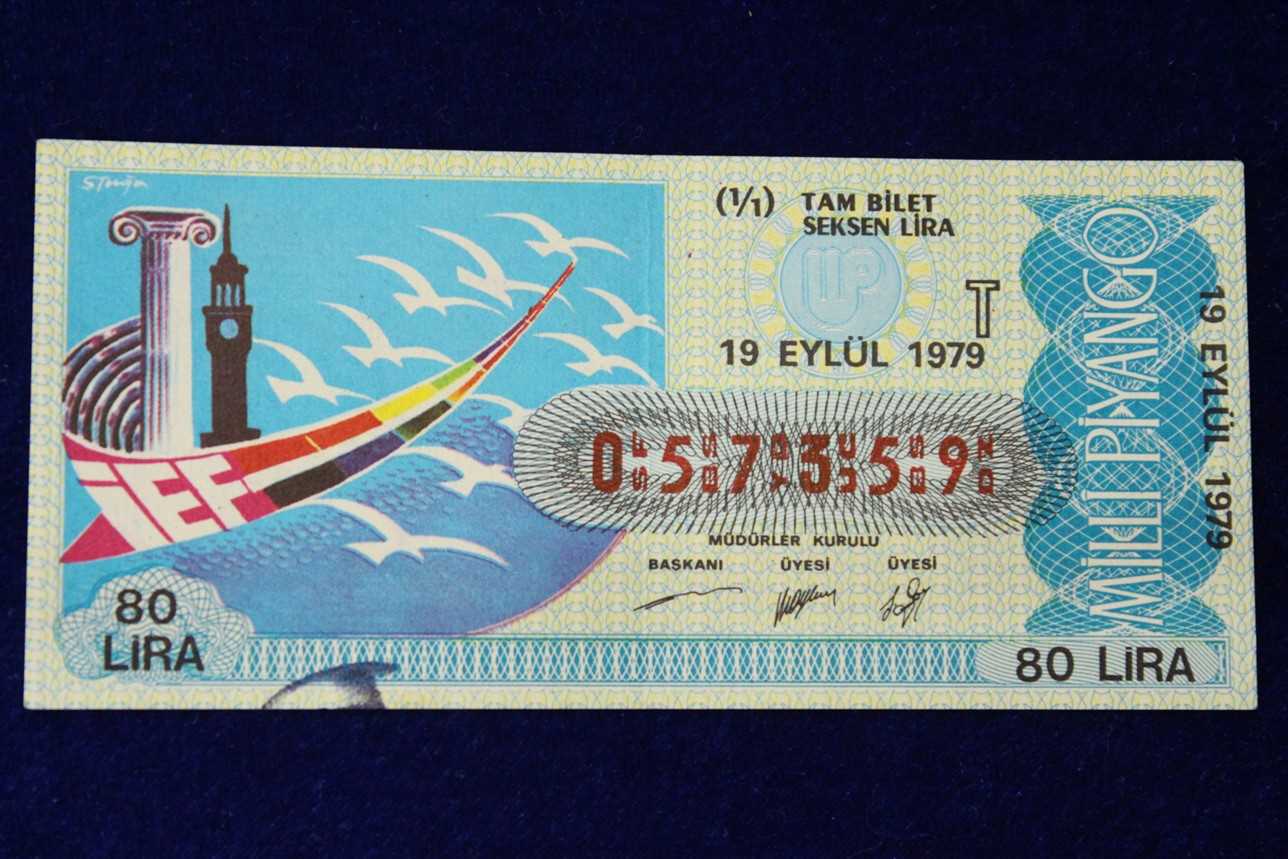 (1/1) TAM BİLET
SEKSEN LİRA
T
19 EYLÜL 1979
İEF
0 SF 5 7 3 5 9
MÜDÜRLER KURULU
BAŞKANI ÜYESİ ÜYESİ
80
LİRA
80 LİRA
MİLLİ PİYANGO
19 EYLÜL 1979